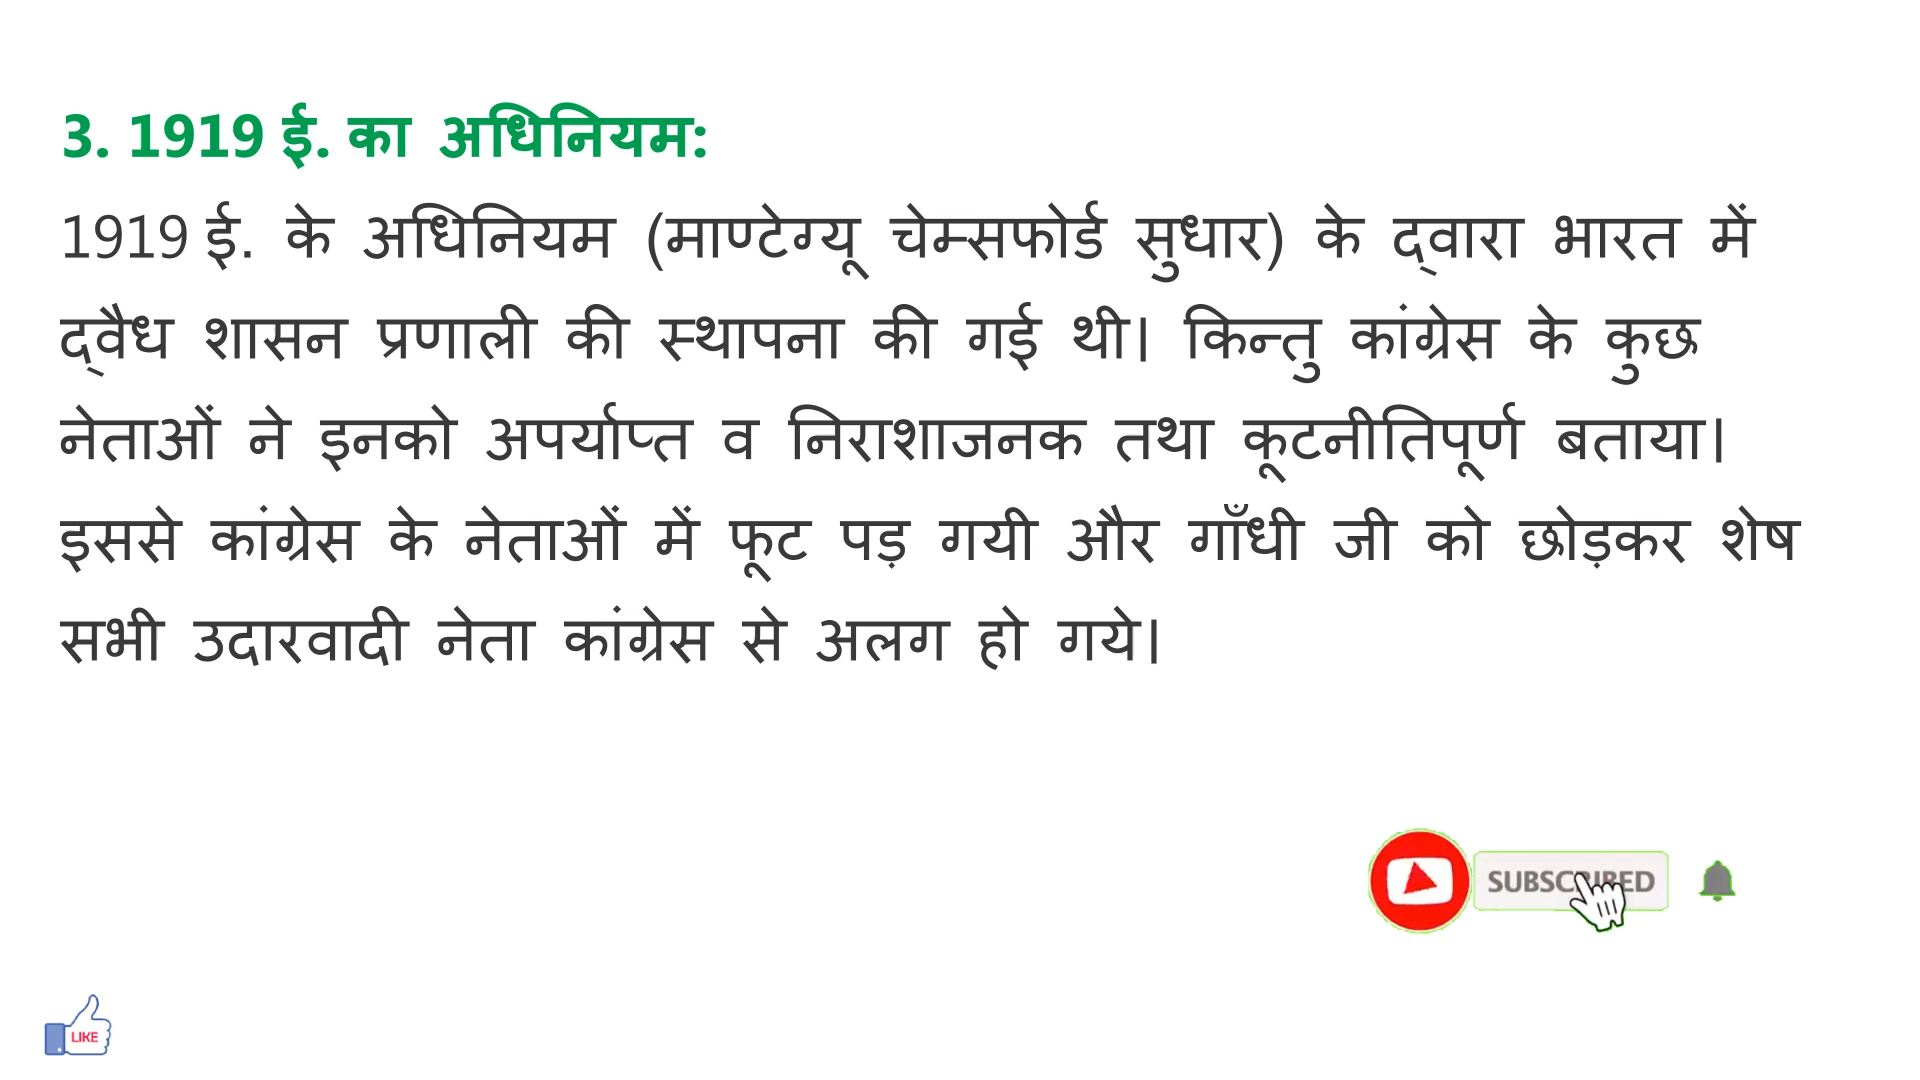 3. 1919 ई. का अधिनियम:
1919 ई. के अधिनियम (माण्टेग्यू चेम्सफोर्ड सुधार) के द्वारा भारत में
द्वैध शासन प्रणाली की स्थापना की गई थी। किन्तु कांग्रेस के कुछ
नेताओं ने इनको अपर्याप्त व निराशाजनक तथा कूटनीतिपूर्ण बताया।
इससे कांग्रेस के नेताओं में फूट पड़ गयी और गाँधी जी को छोड़कर शेष
सभी उदारवादी नेता कांग्रेस से अलग हो गये।
SUBSCRIBED
LIKE